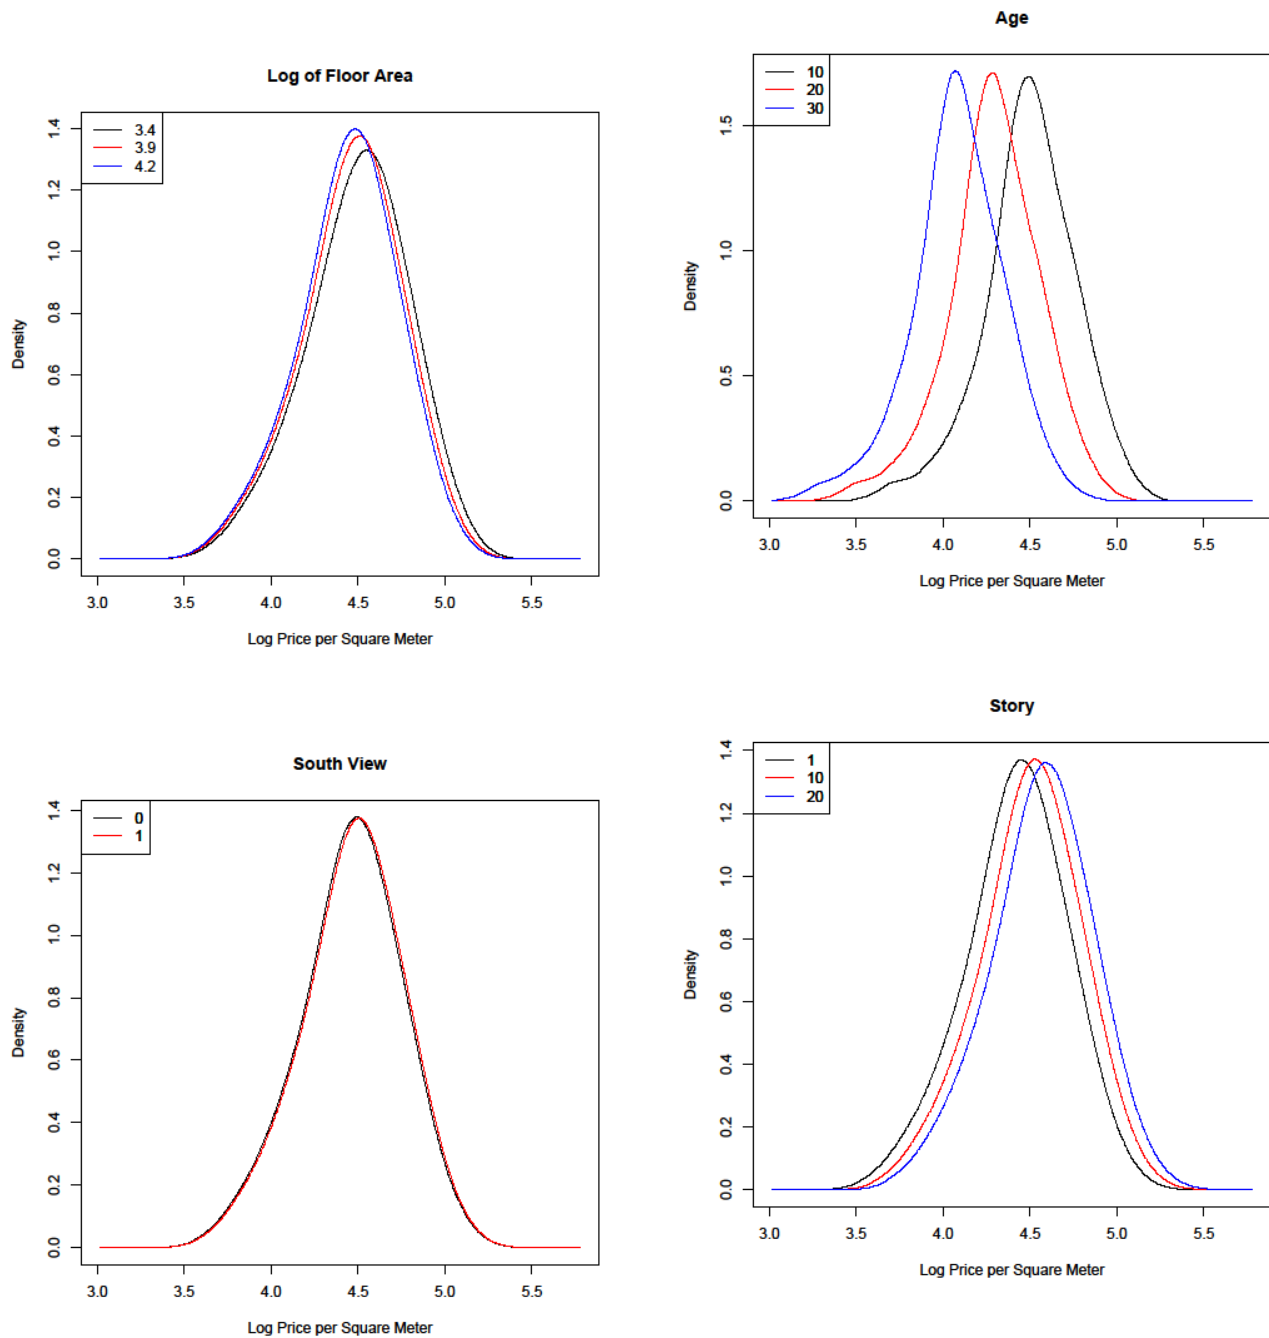 Log of Floor Area
3.4
3.9
4.2
Density
0.0 0.2 0.4 0.6 0.8 1.0 1.2 1.4
3.0 3.5 4.0 4.5 5.0 5.5
Log Price per Square Meter
Age
10
20
30
Density
0.0 0.5 1.0 1.5
3.0 3.5 4.0 4.5 5.0 5.5
Log Price per Square Meter
South View
0
1
Density
0.0 0.2 0.4 0.6 0.8 1.0 1.2 1.4
3.0 3.5 4.0 4.5 5.0 5.5
Log Price per Square Meter
Story
1
10
20
Density
0.0 0.2 0.4 0.6 0.8 1.0 1.2 1.4
3.0 3.5 4.0 4.5 5.0 5.5
Log Price per Square Meter